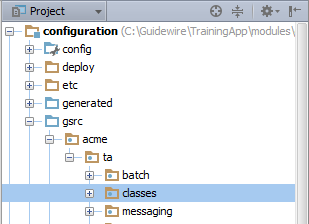 Project
configuration (C:\Guidewire\TrainingApp\modules\
config
deploy
etc
generated
gsrc
acme
ta
batch
classes
messaging